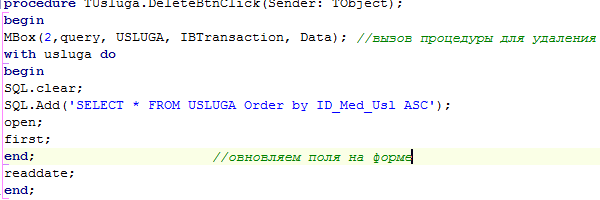 procedure TUsluga.DeleteBtnClick(Sender: TObject);
begin
MBox(2,query, USLUGA, IBTransaction, Data); //вызов процедуры для удаления
with usluga do
begin
SQL.clear;
SQL.Add('SELECT * FROM USLUGA Order by ID_Med_Usl ASC');
open;
first;
end; //овновляем поля на форме
readdate;
end;